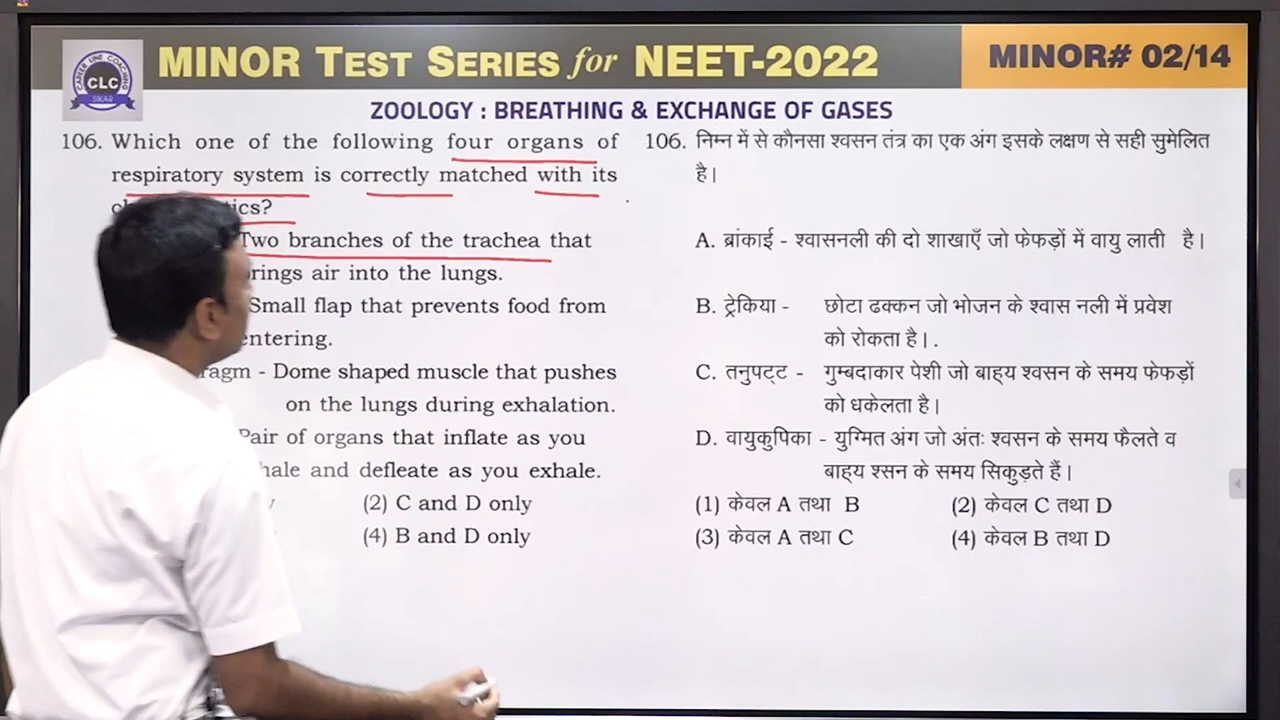 CAREER LINE COACHING
CLC
SIKAR
MINOR TEST SERIES for NEET-2022
MINOR# 02/14
ZOOLOGY : BREATHING & EXCHANGE OF GASES
106. Which one of the following four organs of
respiratory system is correctly matched with its
Two branches of the trachea that
brings air into the lungs.
Small flap that prevents food from
entering.
- Dome shaped muscle that pushes
on the lungs during exhalation.
Pair of organs that inflate as you
and defleate as you exhale.
(2) C and D only
(4) B and D only
106. निम्न में से कौनसा श्वसन तंत्र का एक अंग इसके लक्षण से सही सुमेलित
है।
A. ब्रांकाई - श्वासनली की दो शाखाएँ जो फेफड़ों में वायु लाती है।
B. ट्रेकिया - छोटा ढक्कन जो भोजन के श्वास नली में प्रवेश
को रोकता है। .
C. तनुपट्ट - गुम्बदाकार पेशी जो बाह्य श्वसन के समय फेफड़ों
को धकेलता है।
D. वायुकुपिका - युग्मित अंग जो अंतः श्वसन के समय फैलते व
बाह्य श्सन के समय सिकुड़ते हैं।
(1) केवल A तथा B (2) केवल C तथा D
(3) केवल A तथा C (4) केवल B तथा D